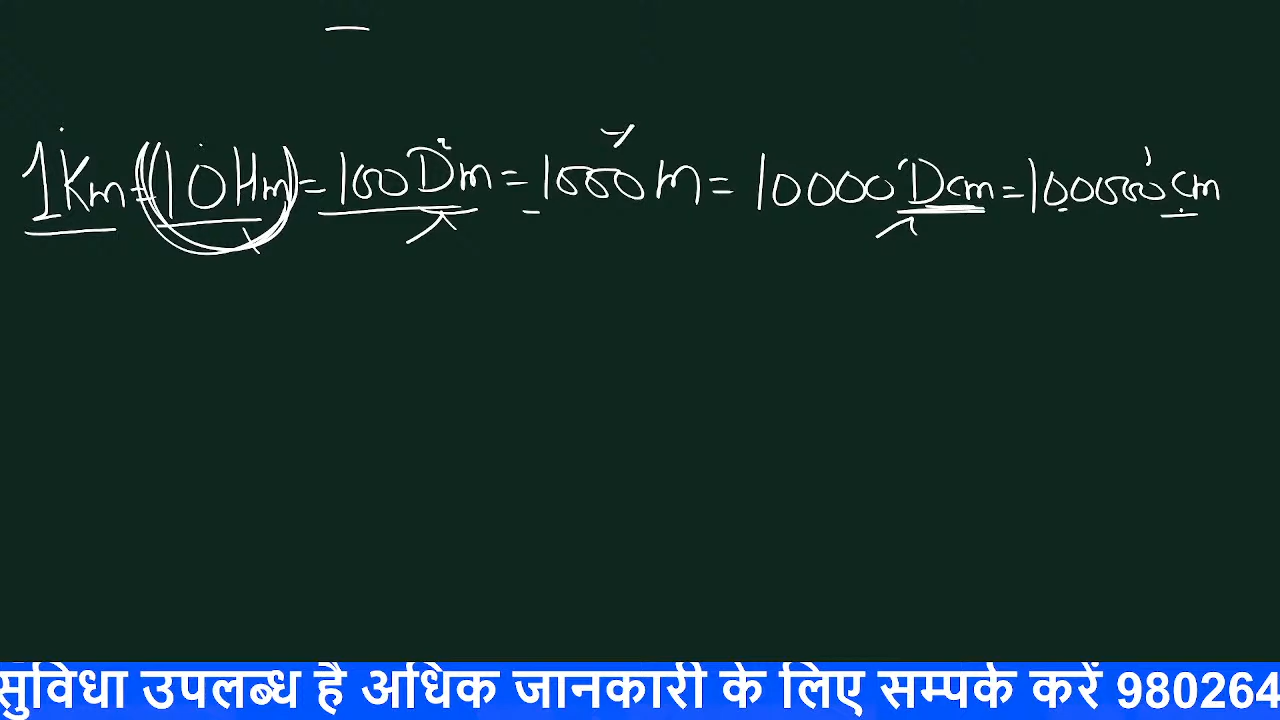 1Km = (10Hm) = 100Dm = 1000m = 10000Dcm = 100000cm
सुविधा उपलब्ध है अधिक जानकारी के लिए सम्पर्क करें 980264